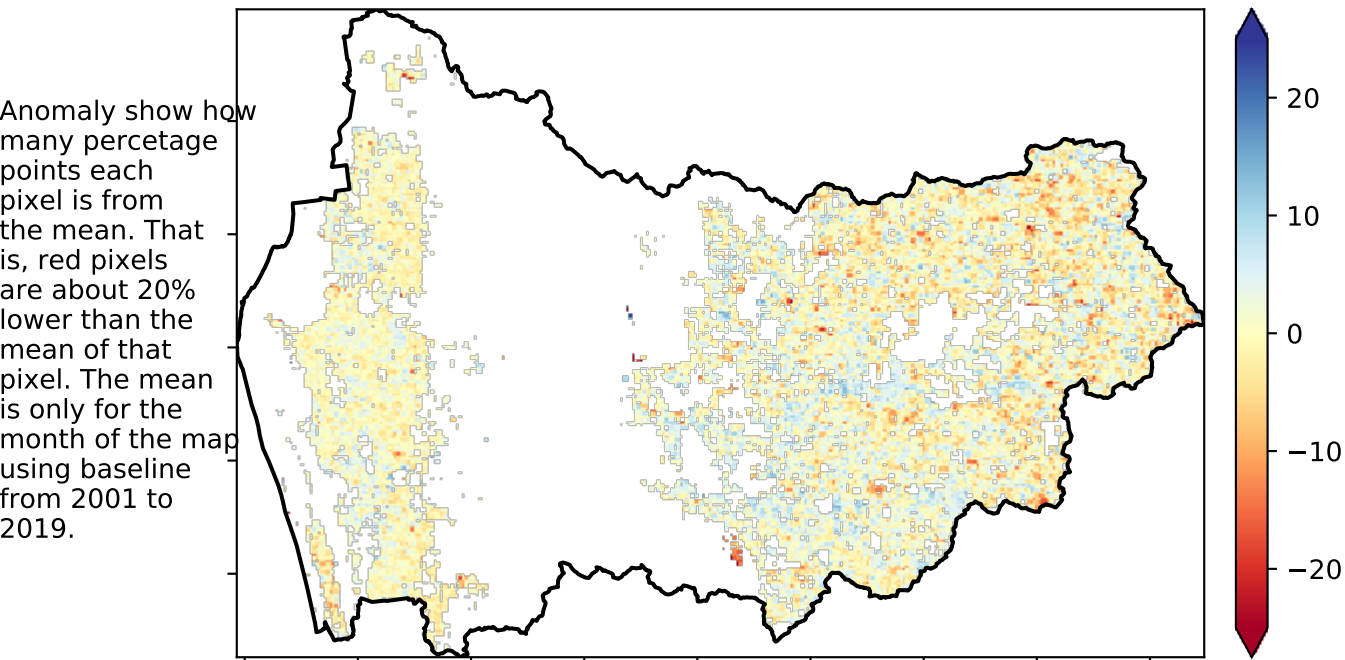 Anomaly show how
many percetage
points each
pixel is from
the mean. That
is, red pixels
are about 20%
lower than the
mean of that
pixel. The mean
is only for the
month of the map
using baseline
from 2001 to
2019.
20
10
0
−10
−20